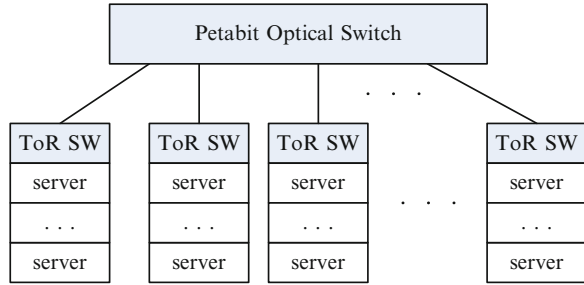 Petabit Optical Switch
. . .
ToR SW ToR SW ToR SW ToR SW
server server server server
. . .
. . . . . . . . . . . .
server server server server